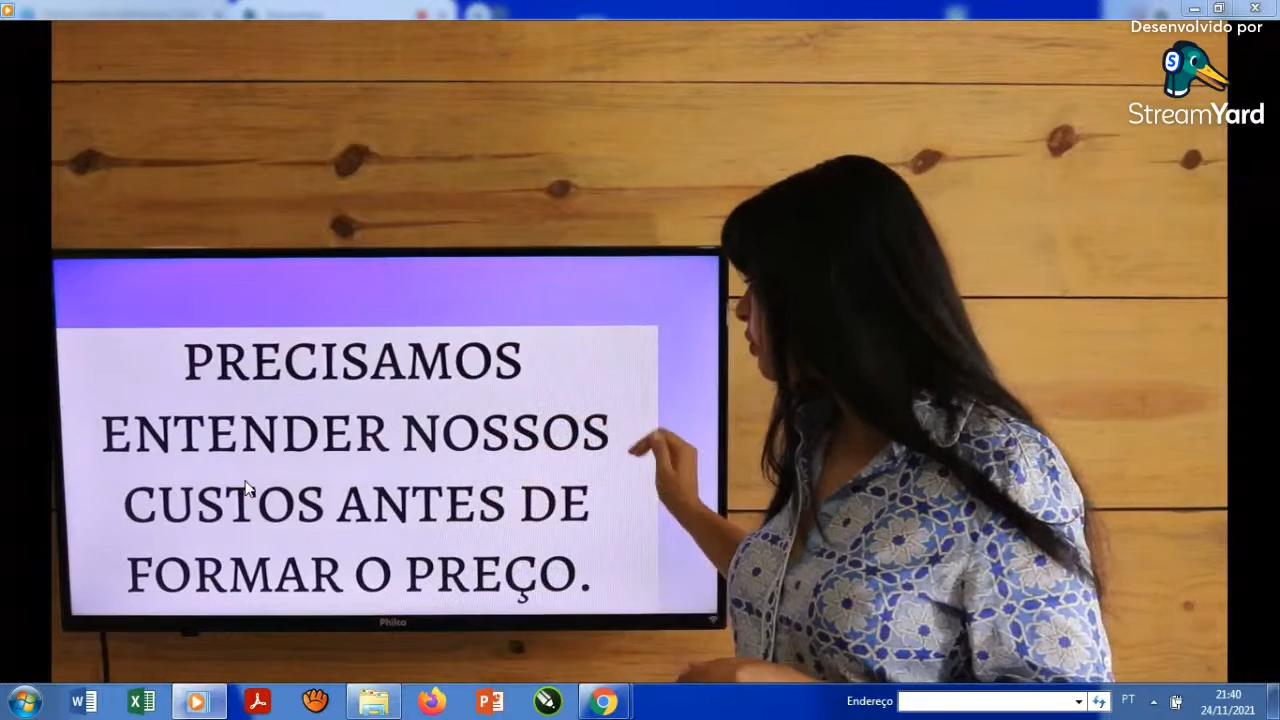 Desenvolvido por
StreamYard
PRECISAMOS
ENTENDER NOSSOS
CUSTOS ANTES DE
FORMAR O PREÇO.
Philco
Endereço
PT
21:40
24/11/2021